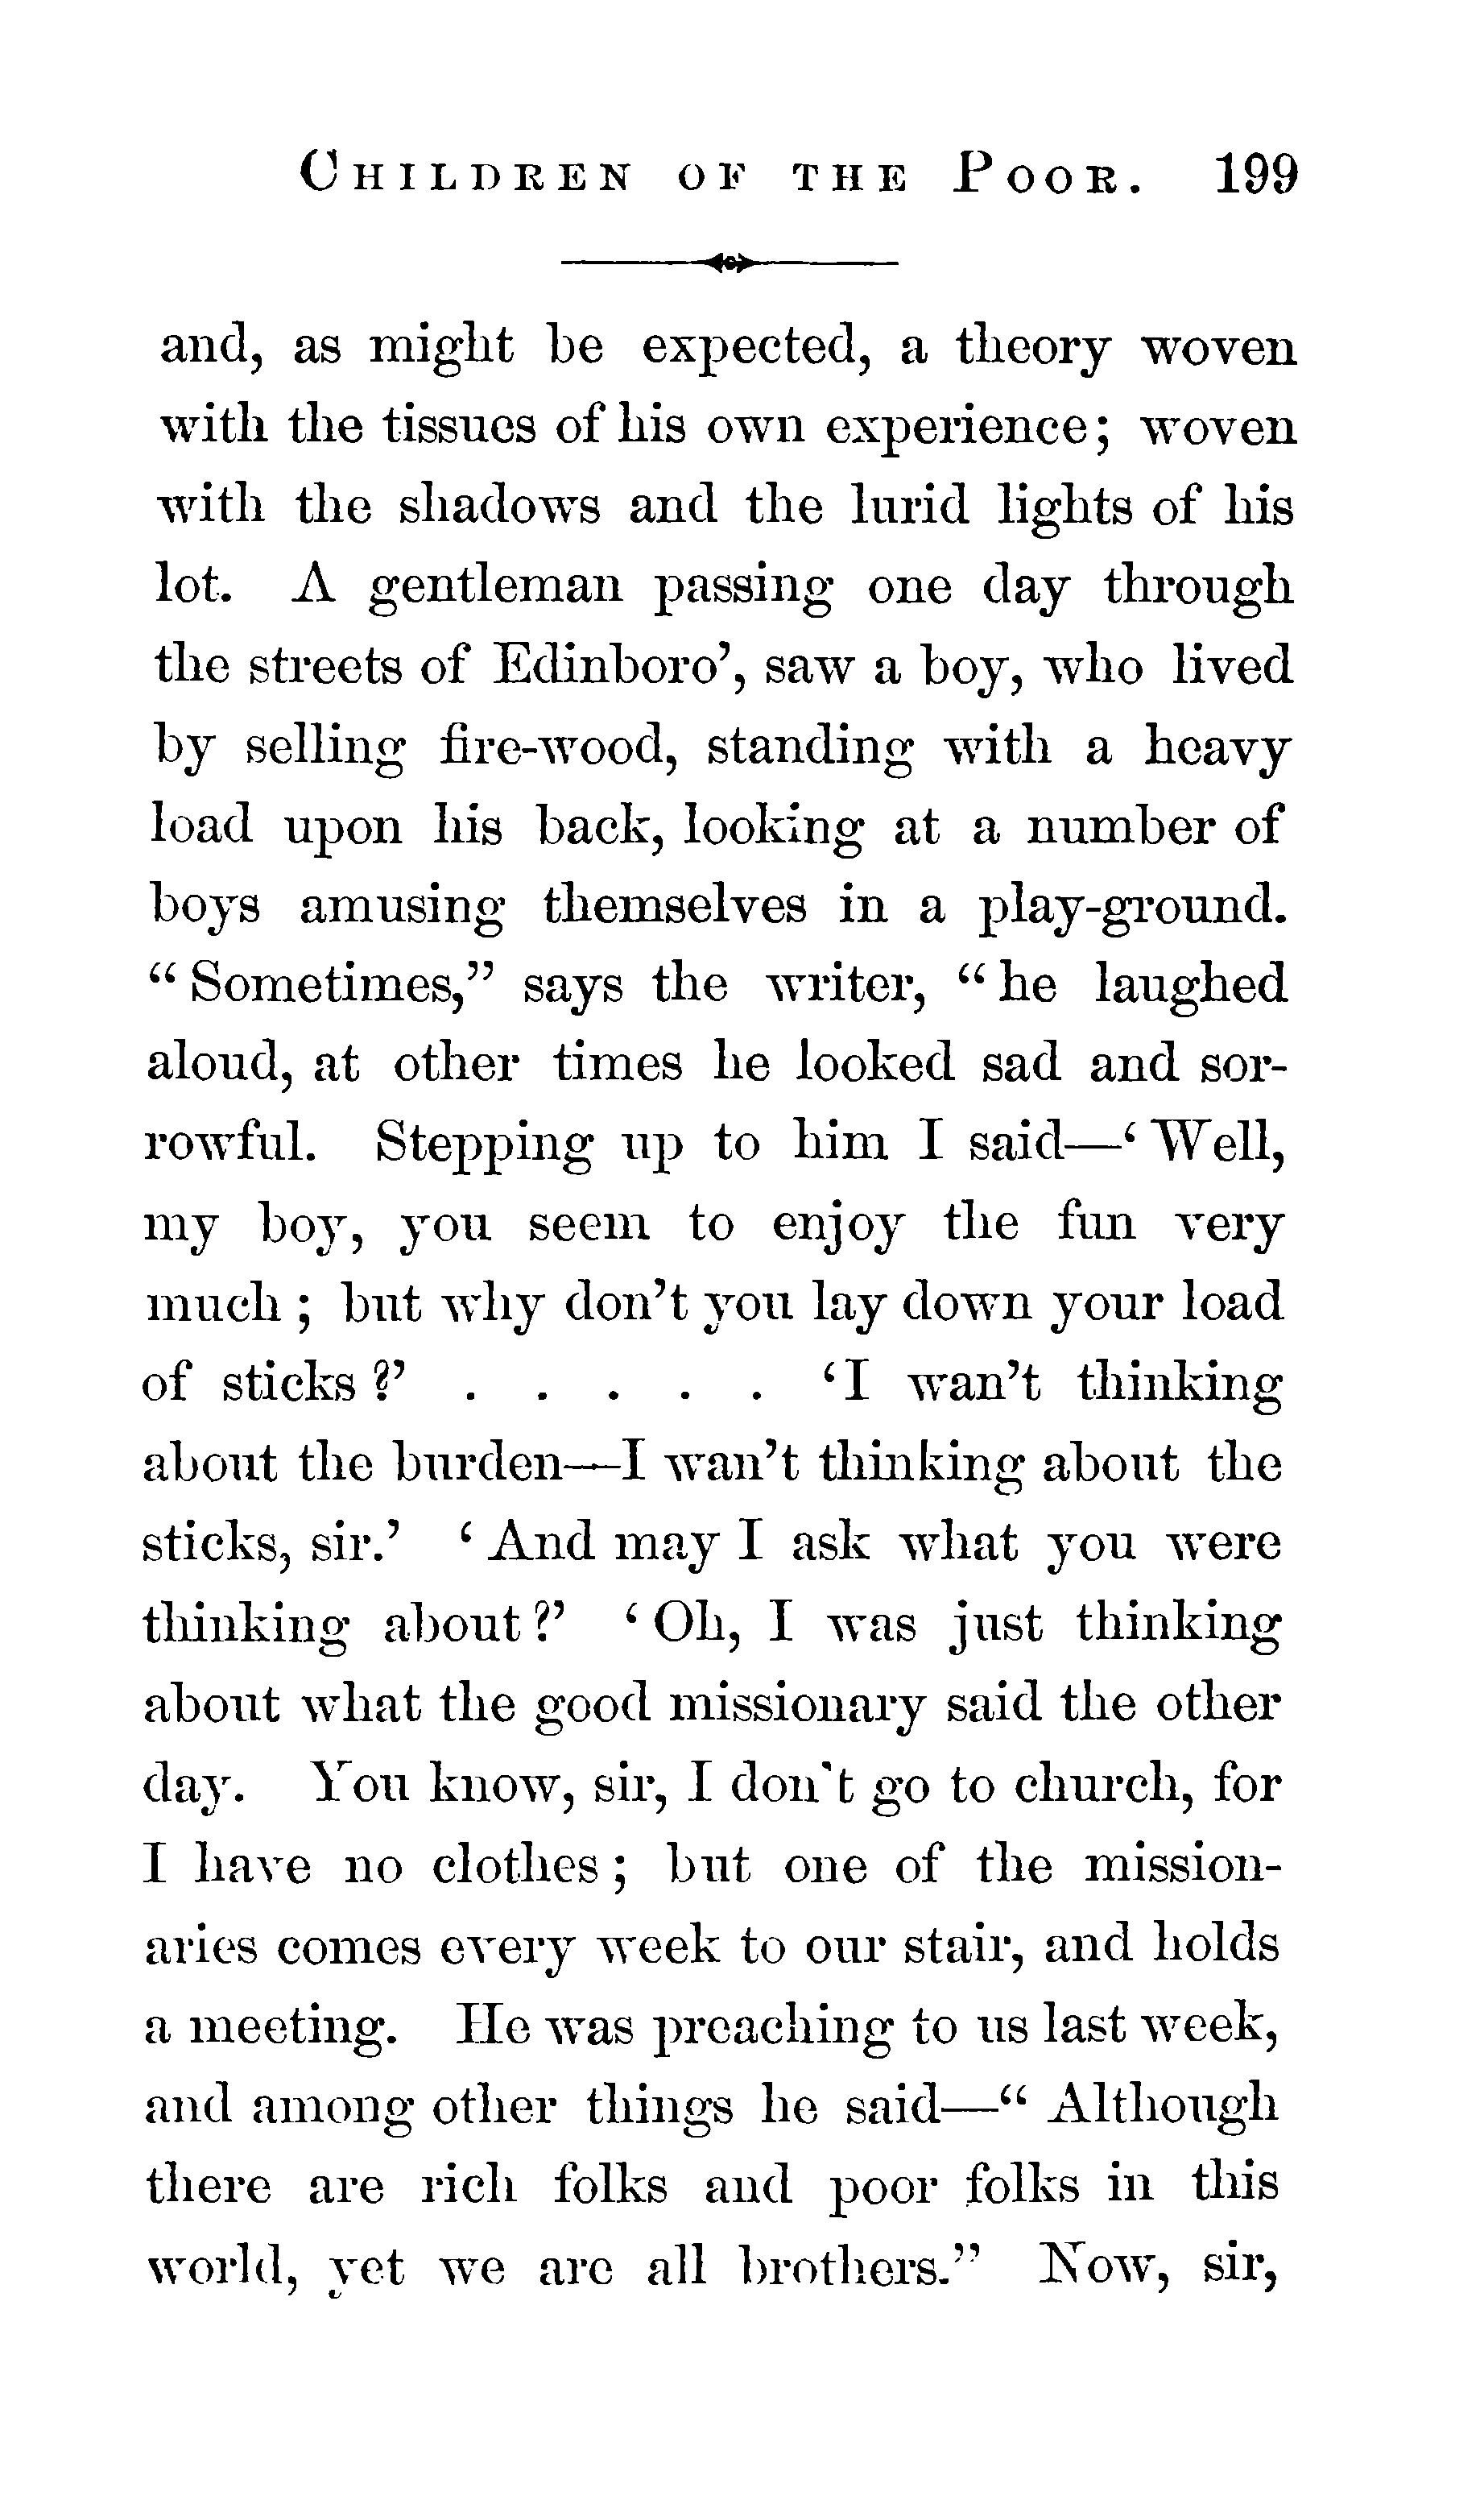 CHILDREN OF THE POOR. 199
and, as might be expected, a theory woven
with the tissues of his own experience; woven
with the shadows and the lurid lights of his
lot. A gentleman passing one day through
the streets of Edinboro’, saw a boy, who lived
by selling fire-wood, standing with a heavy
load upon his back, looking at a number of
boys amusing themselves in a play-ground.
“Sometimes,” says the writer, “he laughed
aloud, at other times he looked sad and sor-
rowful. Stepping up to him I said—‘Well,
my boy, you seem to enjoy the fun very
much; but why don’t you lay down your load
of sticks?’ . . . . . ‘I wan’t thinking
about the burden—I wan’t thinking about the
sticks, sir.’ ‘And may I ask what you were
thinking about?’ ‘Oh, I was just thinking
about what the good missionary said the other
day. You know, sir, I don’t go to church, for
I have no clothes; but one of the mission-
aries comes every week to our stair, and holds
a meeting. He was preaching to us last week,
and among other things he said—“Although
there are rich folks and poor folks in this
world, yet we are all brothers.” Now, sir,